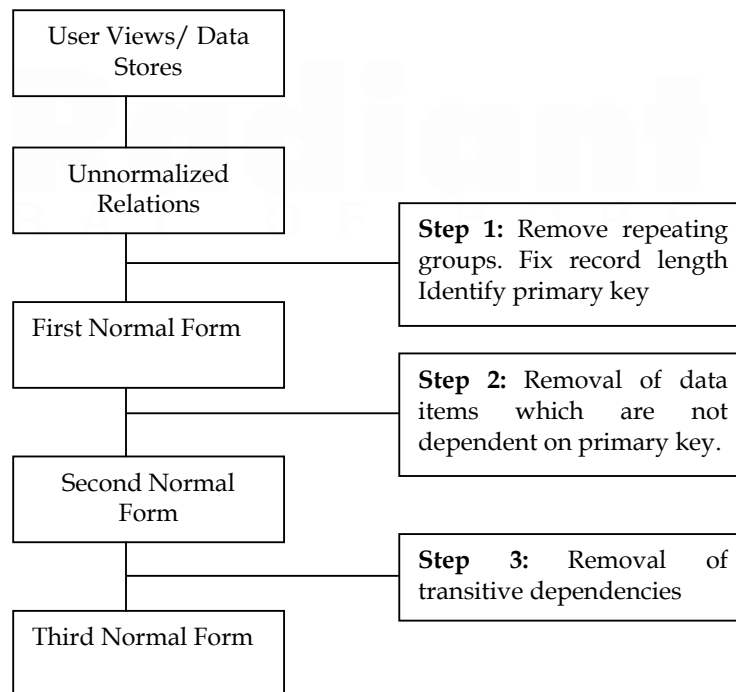 User Views/ Data
Stores
Radiant
Unnormalized
Relations
Step 1: Remove repeating
groups. Fix record length
Identify primary key
First Normal Form
Step 2: Removal of data
items which are not
dependent on primary key.
Second Normal
Form
Step 3: Removal of
transitive dependencies
Third Normal Form